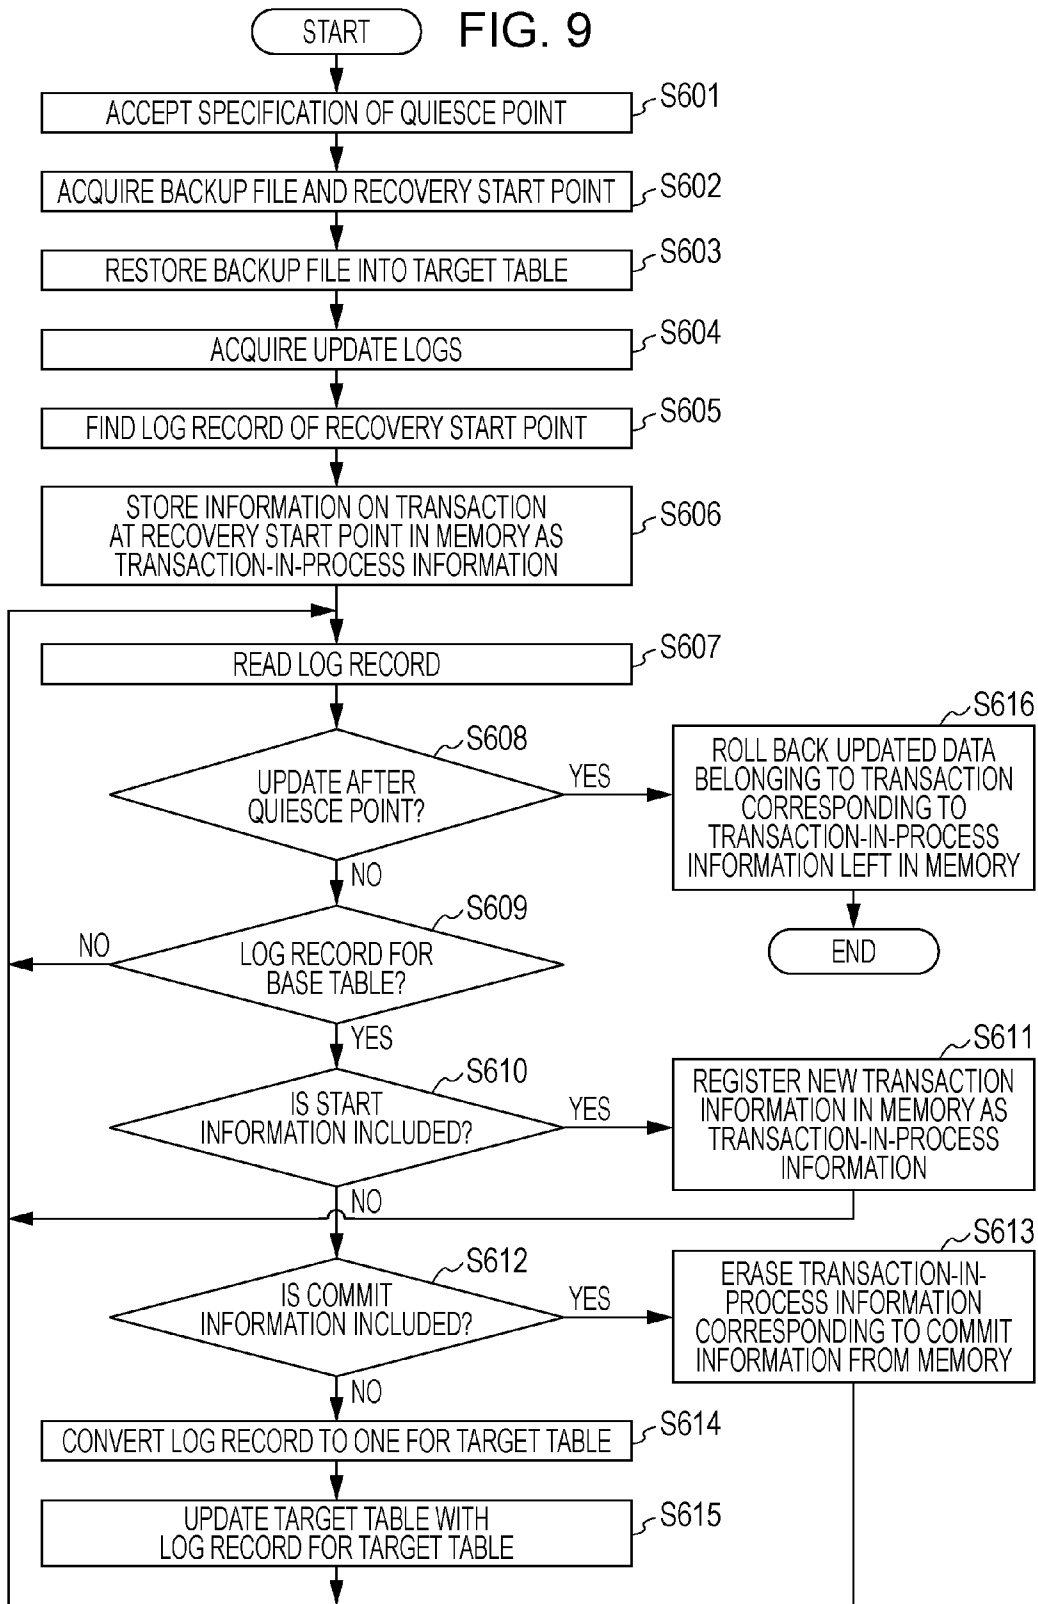 START
FIG. 9
ACCEPT SPECIFICATION OF QUIESCE POINT
S601
ACQUIRE BACKUP FILE AND RECOVERY START POINT
S602
RESTORE BACKUP FILE INTO TARGET TABLE
S603
ACQUIRE UPDATE LOGS
S604
FIND LOG RECORD OF RECOVERY START POINT
S605
STORE INFORMATION ON TRANSACTION
AT RECOVERY START POINT IN MEMORY AS
TRANSACTION-IN-PROCESS INFORMATION
S606
READ LOG RECORD
S607
UPDATE AFTER
QUIESCE POINT?
S608
YES
NO
ROLL BACK UPDATED DATA
BELONGING TO TRANSACTION
CORRESPONDING TO
TRANSACTION-IN-PROCESS
INFORMATION LEFT IN MEMORY
S616
END
LOG RECORD FOR
BASE TABLE?
S609
NO
YES
IS START
INFORMATION INCLUDED?
S610
YES
NO
REGISTER NEW TRANSACTION
INFORMATION IN MEMORY AS
TRANSACTION-IN-PROCESS
INFORMATION
S611
IS COMMIT
INFORMATION INCLUDED?
S612
YES
NO
ERASE TRANSACTION-IN-
PROCESS INFORMATION
CORRESPONDING TO COMMIT
INFORMATION FROM MEMORY
S613
CONVERT LOG RECORD TO ONE FOR TARGET TABLE
S614
UPDATE TARGET TABLE WITH
LOG RECORD FOR TARGET TABLE
S615